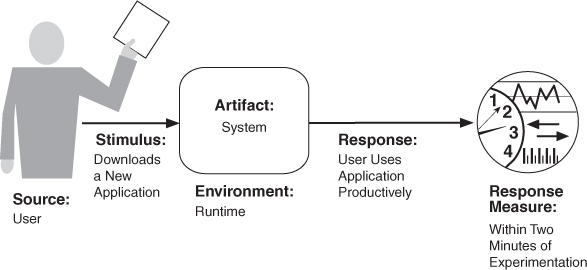 Source:
User
Stimulus:
Downloads
a New
Application
Artifact:
System
Environment:
Runtime
Response:
User Uses
Application
Productively
1
2
3
4
Response
Measure:
Within Two
Minutes of
Experimentation